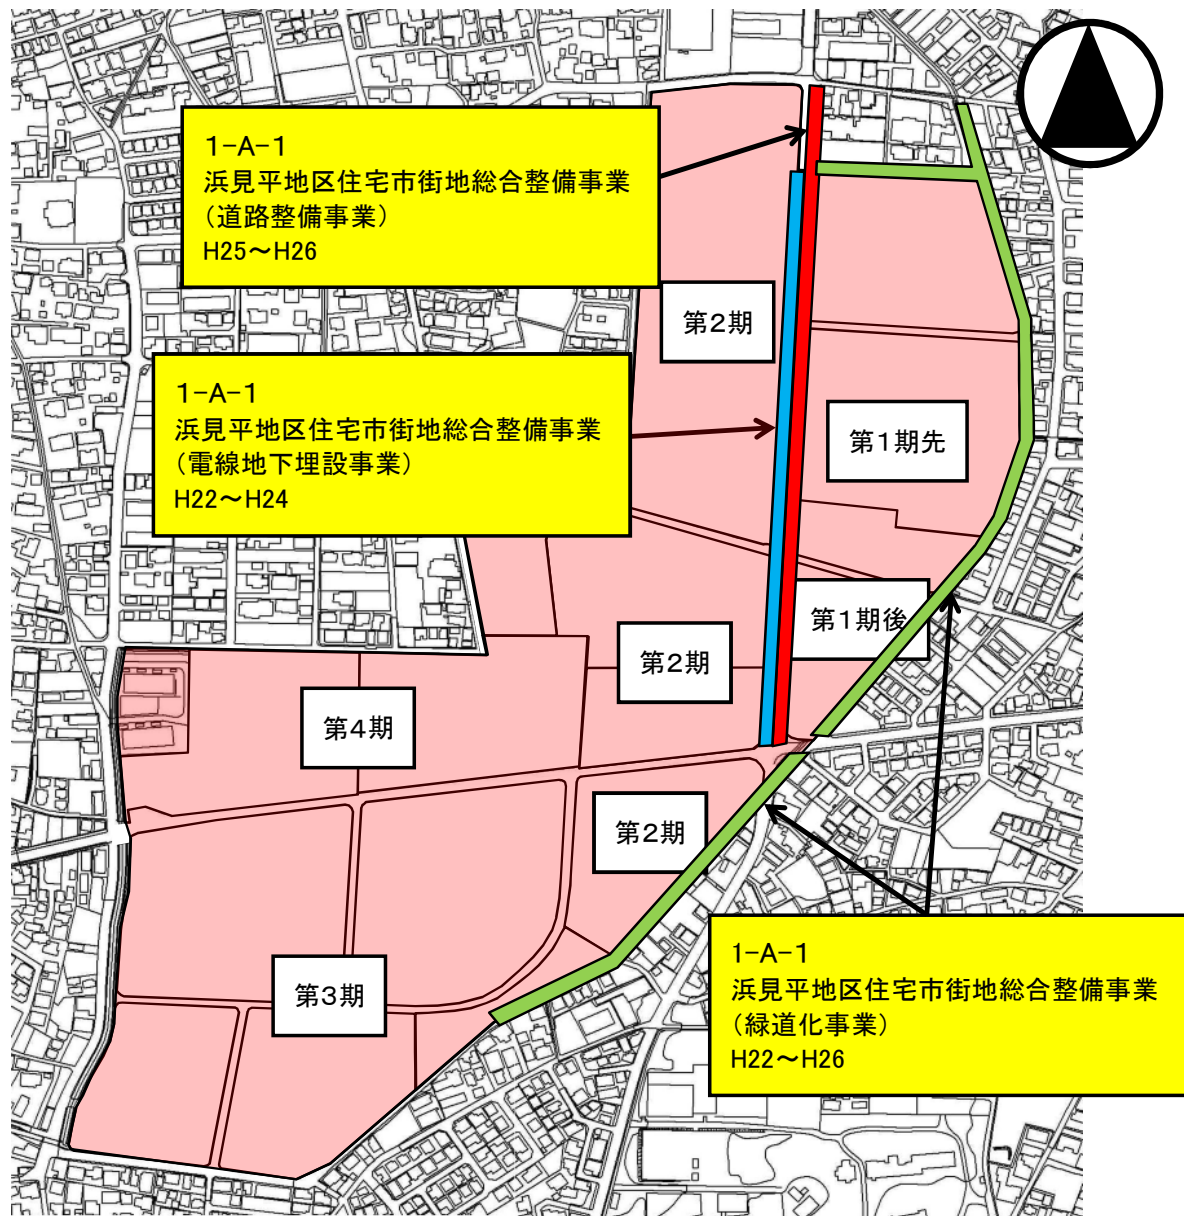 1-A-1
浜見平地区住宅市街地総合整備事業
(道路整備事業)
H25～H26
第2期
1-A-1
浜見平地区住宅市街地総合整備事業
(電線地下埋設事業)
H22～H24
第1期先
第1期後
第2期
第4期
第2期
1-A-1
浜見平地区住宅市街地総合整備事業
(緑道化事業)
H22～H26
第3期